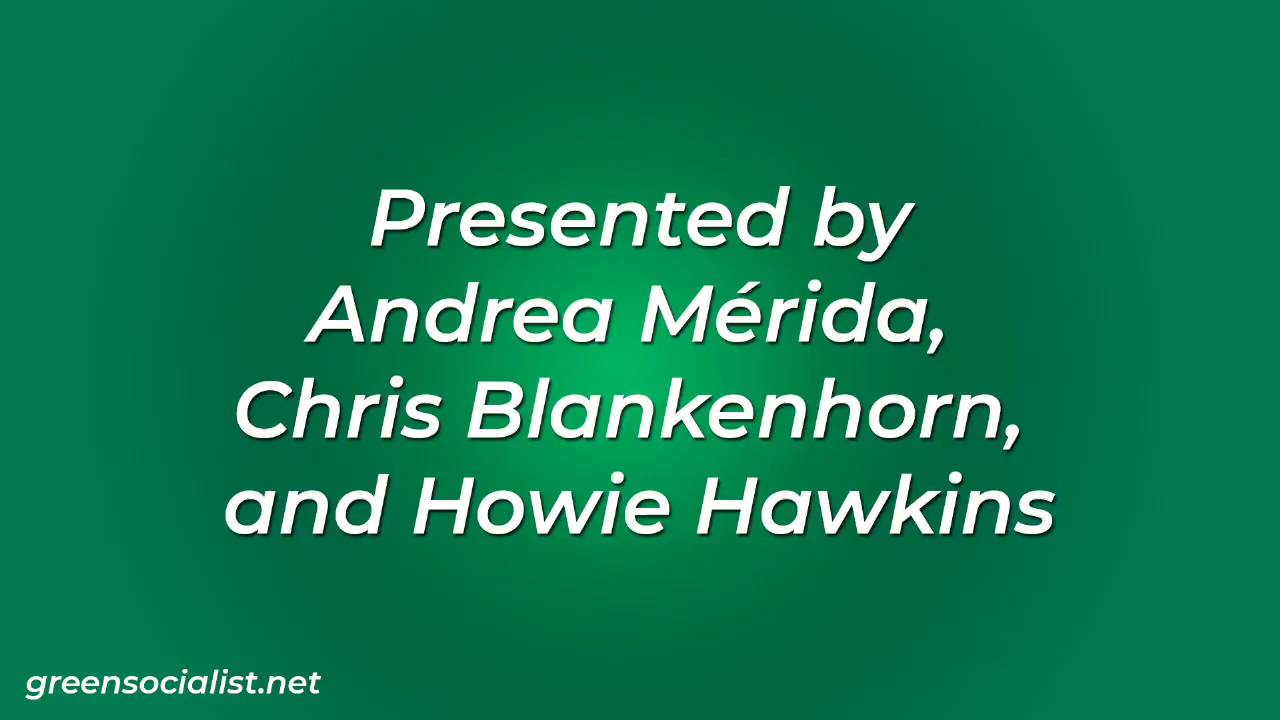 Presented by
Andrea Mérida,
Chris Blankenhorn,
and Howie Hawkins
greensocialist.net